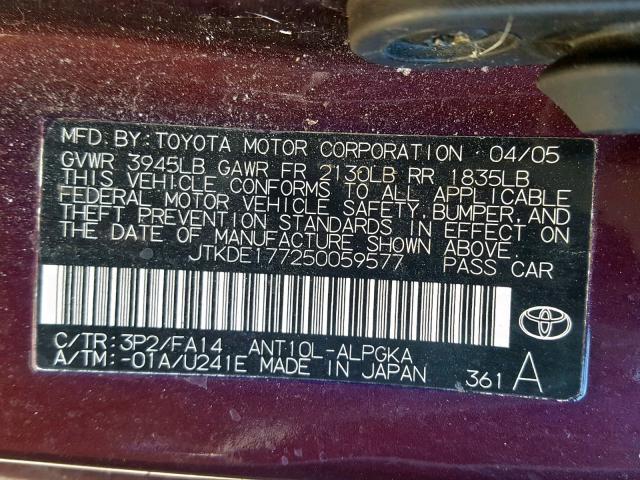 MFD. BY: TOYOTA MOTOR CORPORATION 04/05
GVWR 3945LB GAWR FR 2130LB RR 1835LB
THIS VEHICLE CONFORMS TO ALL APPLICABLE
FEDERAL MOTOR VEHICLE SAFETY, BUMPER, AND
THEFT PREVENTION STANDARDS IN EFFECT ON
THE DATE OF MANUFACTURE SHOWN ABOVE.
JTKDE177250059577 PASS CAR
C/TR:3P2/FA14 ANT10L-ALPGKA
A/TM:-01A/U241E MADE IN JAPAN 361 A